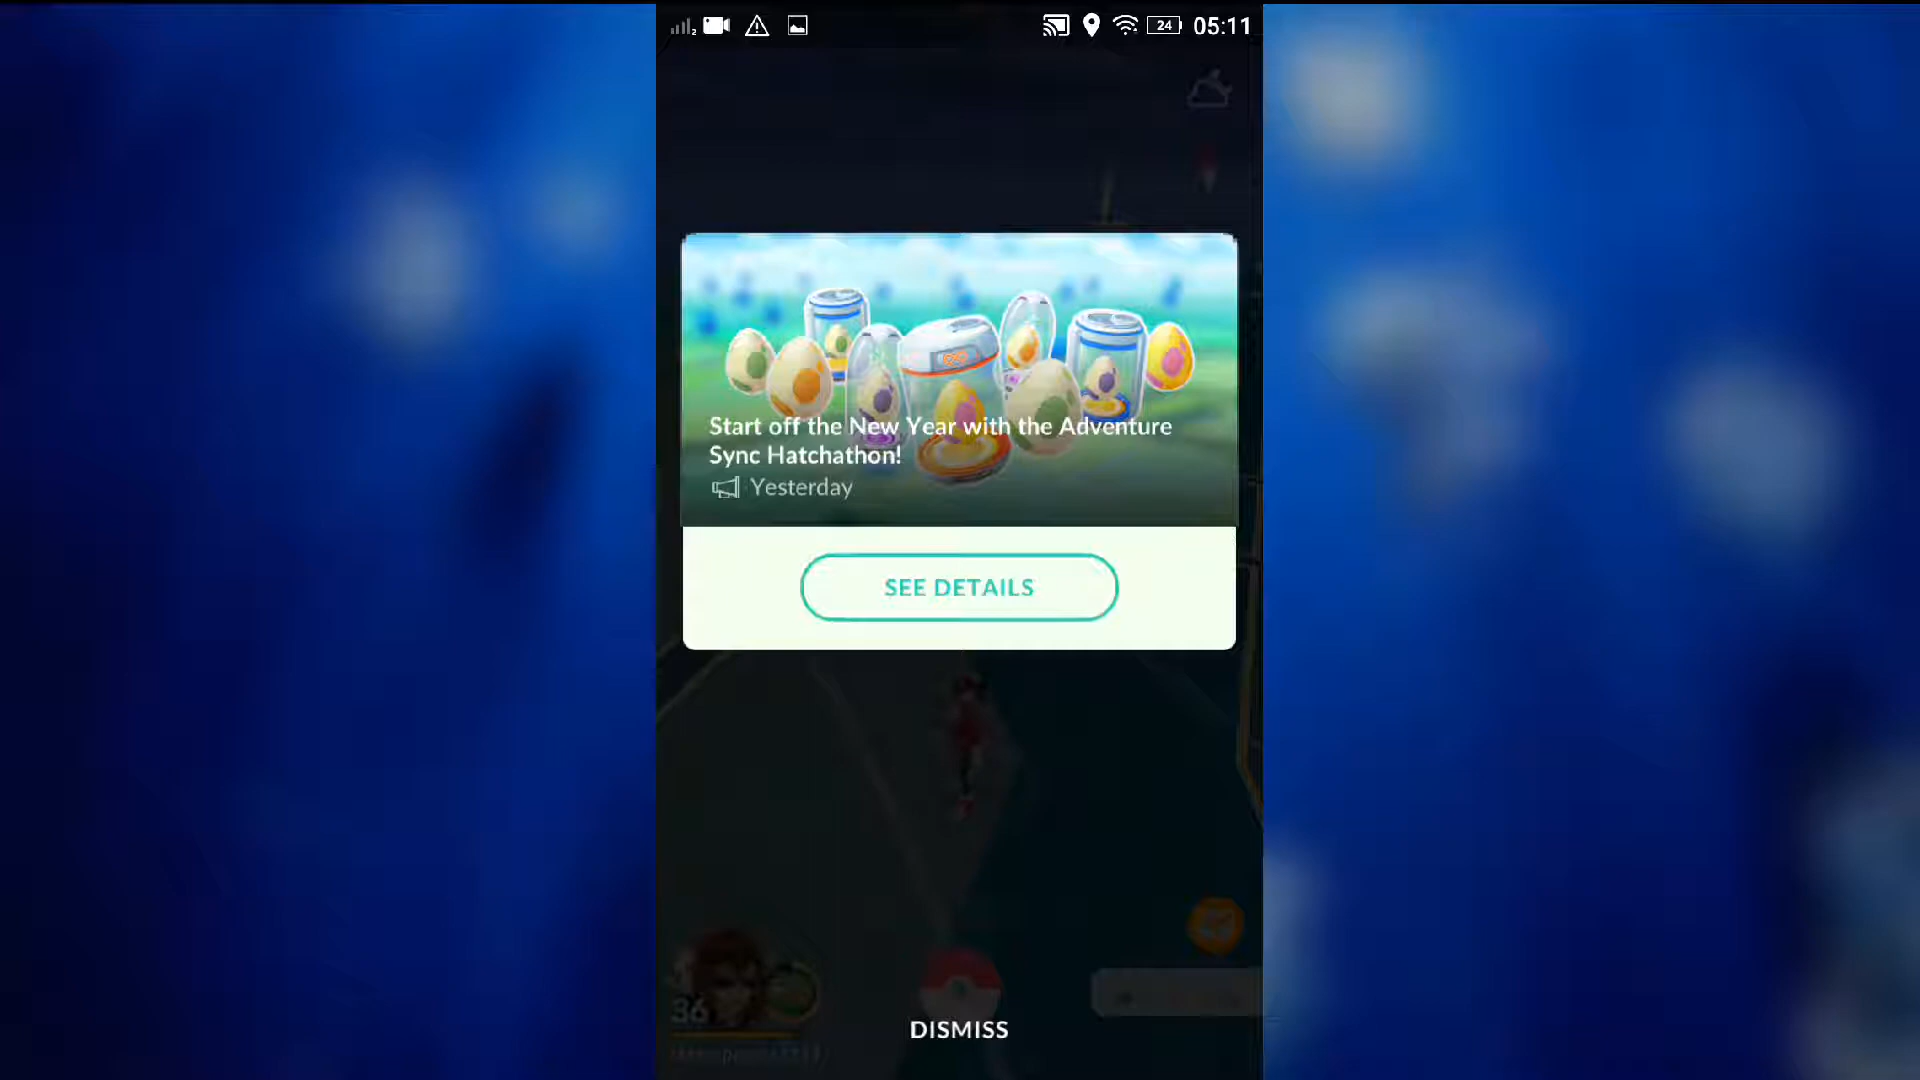 24 05:11
Start off the New Year with the Adventure
Sync Hatchathon!
Yesterday
SEE DETAILS
36
DISMISS